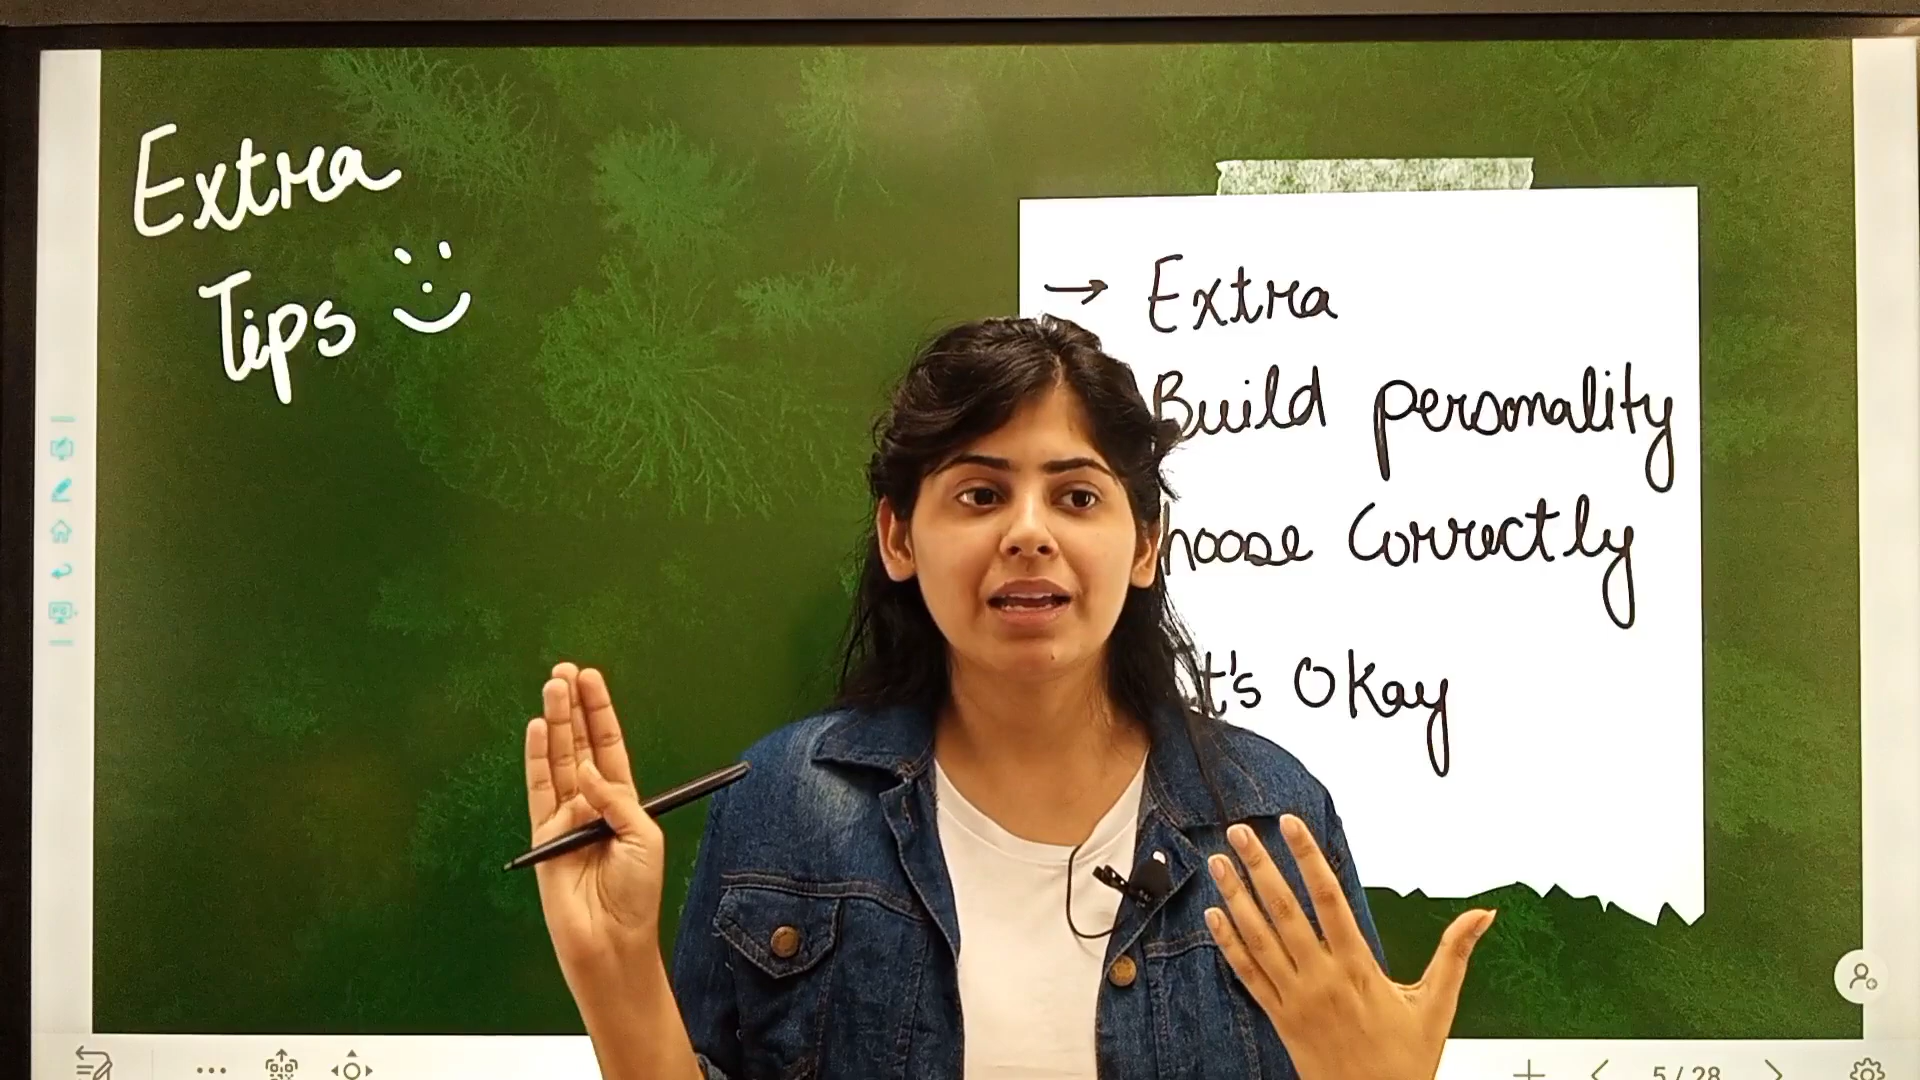 Extra
Tips
→ Extra
Build personality
hoose Correctly
t's Okay
5/28